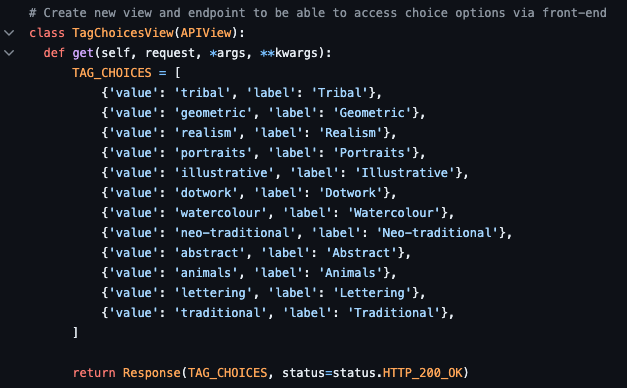 # Create new view and endpoint to be able to access choice options via front-end
class TagChoicesView(APIView):
def get(self, request, *args, **kwargs):
TAG_CHOICES = [
{'value': 'tribal', 'label': 'Tribal'},
{'value': 'geometric', 'label': 'Geometric'},
{'value': 'realism', 'label': 'Realism'},
{'value': 'portraits', 'label': 'Portraits'},
{'value': 'illustrative', 'label': 'Illustrative'},
{'value': 'dotwork', 'label': 'Dotwork'},
{'value': 'watercolour', 'label': 'Watercolour'},
{'value': 'neo-traditional', 'label': 'Neo-traditional'},
{'value': 'abstract', 'label': 'Abstract'},
{'value': 'animals', 'label': 'Animals'},
{'value': 'lettering', 'label': 'Lettering'},
{'value': 'traditional', 'label': 'Traditional'},
]
return Response(TAG_CHOICES, status=status.HTTP_200_OK)